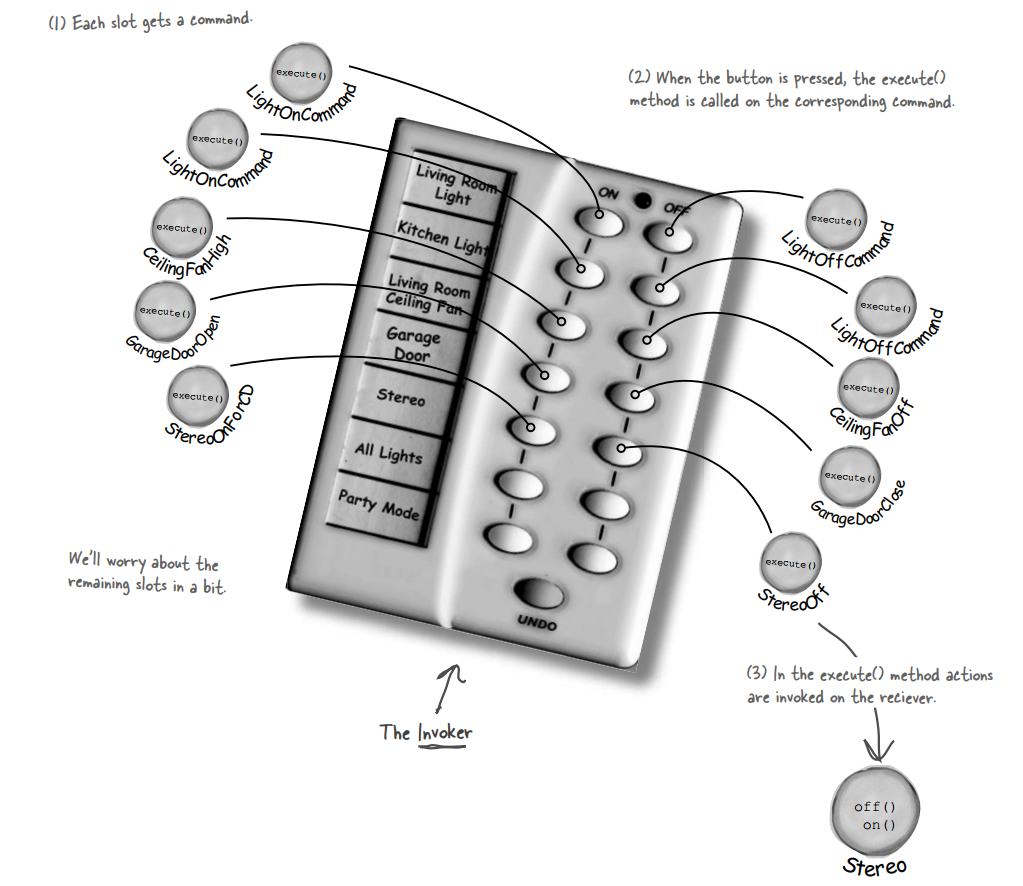 (1) Each slot gets a command.
(2) When the button is pressed, the execute()
method is called on the corresponding command.
execute()
LightOnCommand
execute()
LightOnCommand
execute()
CeilingFanHigh
execute()
GarageDoorOpen
execute()
StereoOnForCD
Living Room
Light
Kitchen Light
Living Room
Ceiling Fan
Garage
Door
Stereo
All Lights
Party Mode
ON
OFF
UNDO
execute()
LightOffCommand
execute()
LightOffCommand
execute()
CeilingFanOff
execute()
GarageDoorClose
execute()
StereoOff
We'll worry about the
remaining slots in a bit.
The Invoker
(3) In the execute() method actions
are invoked on the reciever.
off()
on()
Stereo